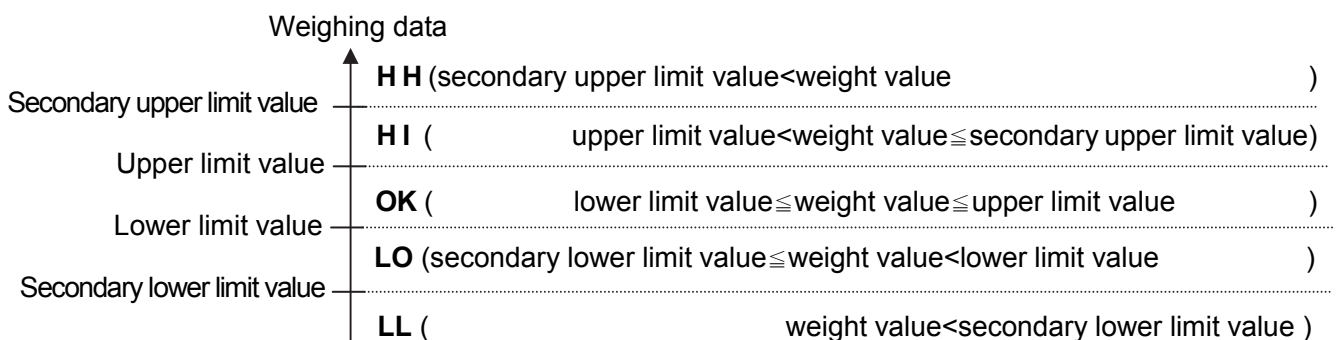 Weighing data
H H (secondary upper limit value<weight value )
Secondary upper limit value
H I ( upper limit value<weight value≦secondary upper limit value)
Upper limit value
OK ( lower limit value≦weight value≦upper limit value )
Lower limit value
LO (secondary lower limit value≦weight value<lower limit value )
Secondary lower limit value
LL ( weight value<secondary lower limit value )